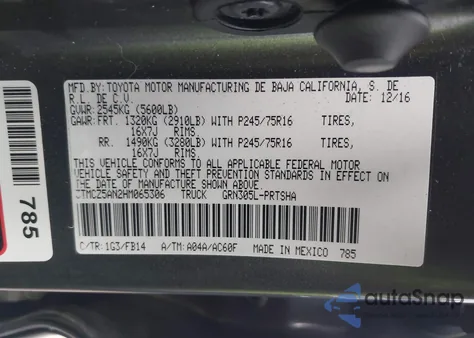 MFD.BY:TOYOTA MOTOR MANUFACTURING DE BAJA CALIFORNIA, S. DE
R.L. DE C.V. DATE: 12/16
GVWR: 2545KG (5600LB)
GAWR:FRT. 1320KG (2910LB) WITH P245/75R16 TIRES,
16X7J RIMS.
RR. 1490KG (3280LB) WITH P245/75R16 TIRES,
16X7J RIMS.
THIS VEHICLE CONFORMS TO ALL APPLICABLE FEDERAL MOTOR
VEHICLE SAFETY AND THEFT PREVENTION STANDARDS IN EFFECT ON
THE DATE OF MANUFACTURE SHOWN ABOVE.
3TMCZ5AN2HM065306 TRUCK GRN305L-PRTSHA
C/TR: 1G3/FB14 A/TM: A04A/AC60F MADE IN MEXICO 785
785
autoSnap